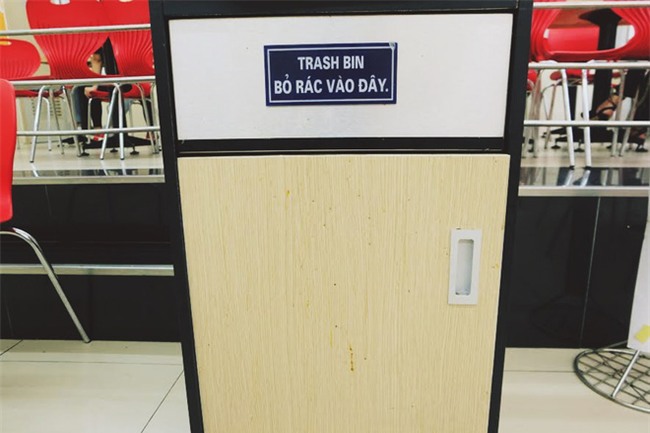 TRASH BIN
BỎ RÁC VÀO ĐÂY.